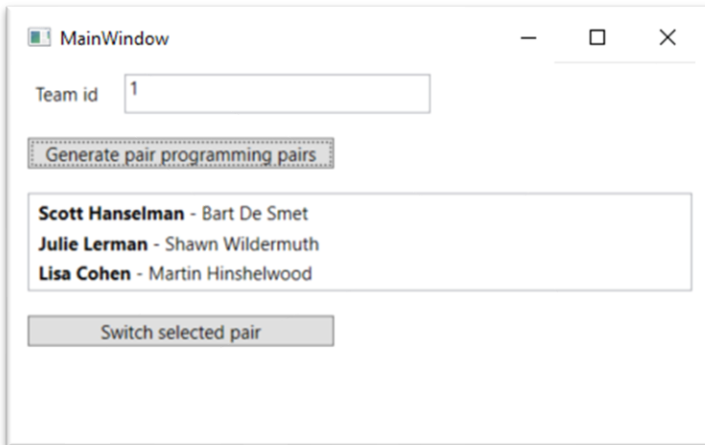 MainWindow
Team id 1
Generate pair programming pairs
Scott Hanselman - Bart De Smet
Julie Lerman - Shawn Wildermuth
Lisa Cohen - Martin Hinshelwood
Switch selected pair